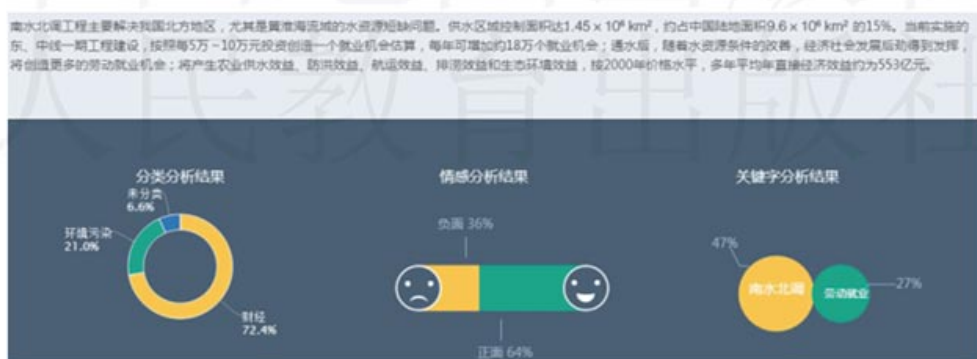 南水北调工程主要解决我国北方地区，尤其是黄淮海流域的水资源短缺问题。供水区域控制面积达1.45 × 10⁶ km²，约占中国陆地面积9.6 × 10⁶ km² 的15%。当前实施的
东、中线一期工程建设，按照每5万－10万元投资创造一个就业机会估算，每年可增加约18万个就业机会；通水后，随着水资源条件的改善，经济社会发展后劲得到发挥，
将创造更多的劳动就业机会；将产生农业供水效益、防洪效益、航运效益、排涝效益和生态环境效益，按2000年价格水平，多年平均年直接经济效益约为553亿元。
人民教育出版社
分类分析结果
未分类
6.6%
环境污染
21.0%
财经
72.4%
情感分析结果
负面 36%
正面 64%
关键字分析结果
47%
南水北调
劳动就业
27%